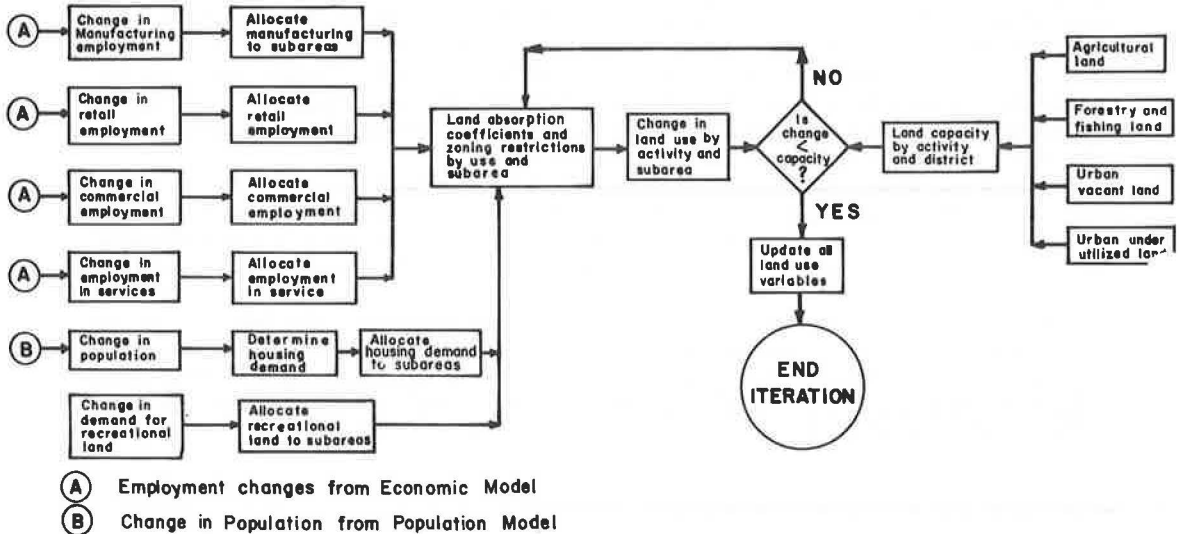 A
Change in
Manufacturing
employment
Allocate
manufacturing
to subareas
A
Change in
retail
employment
Allocate
retail
employment
A
Change in
commercial
employment
Allocate
commercial
employment
A
Change in
employment
In services
Allocate
employment
in service
B
Change in
population
Determine
housing
demand
Allocate
housing demand
to subareas
Change in
demand for
recreational
land
Allocate
recreational
land to subareas
Land absorption
coefficients and
zoning restrictions
by use and
subarea
Change in
land use by
activity and
subarea
Is
change
<
capacity
?
NO
YES
Update all
land use
variables
END
ITERATION
Land capacity
by activity
and district
Agricultural
land
Forestry and
fishing land
Urban
vacant land
Urban under
utilized land
A Employment changes from Economic Model
B Change in Population from Population Model